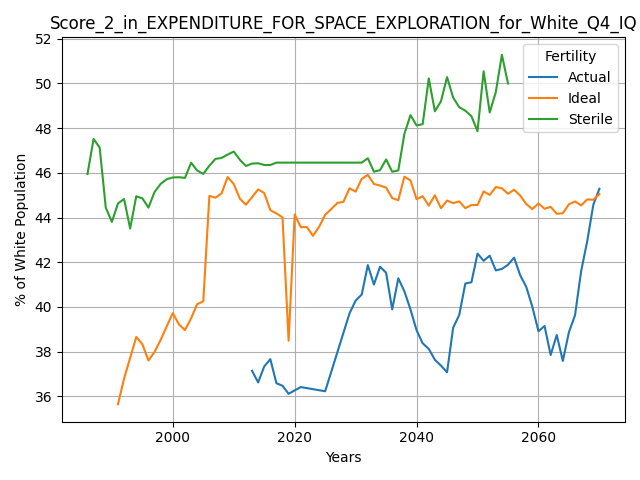 Score_2_in_EXPENDITURE_FOR_SPACE_EXPLORATION_for_White_Q4_IQ
52
50
48
46
44
42
40
38
36
% of White Population
Fertility
Actual
Ideal
Sterile
2000
2020
2040
2060
Years